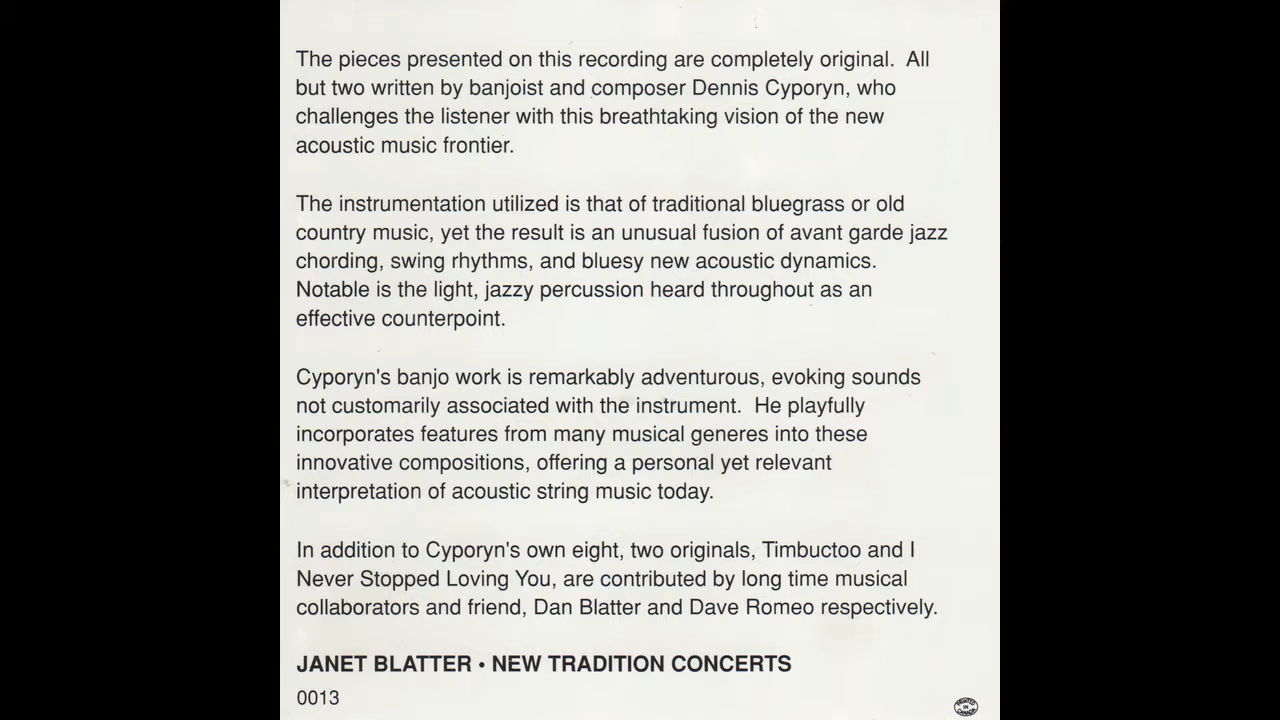 The pieces presented on this recording are completely original.  All
but two written by banjoist and composer Dennis Cyporyn, who
challenges the listener with this breathtaking vision of the new
acoustic music frontier.
The instrumentation utilized is that of traditional bluegrass or old
country music, yet the result is an unusual fusion of avant garde jazz
chording, swing rhythms, and bluesy new acoustic dynamics.
Notable is the light, jazzy percussion heard throughout as an
effective counterpoint.
Cyporyn's banjo work is remarkably adventurous, evoking sounds
not customarily associated with the instrument.  He playfully
incorporates features from many musical generes into these
innovative compositions, offering a personal yet relevant
interpretation of acoustic string music today.
In addition to Cyporyn's own eight, two originals, Timbuctoo and I
Never Stopped Loving You, are contributed by long time musical
collaborators and friend, Dan Blatter and Dave Romeo respectively.
JANET BLATTER • NEW TRADITION CONCERTS
0013
PRINTED
IN
CANADA